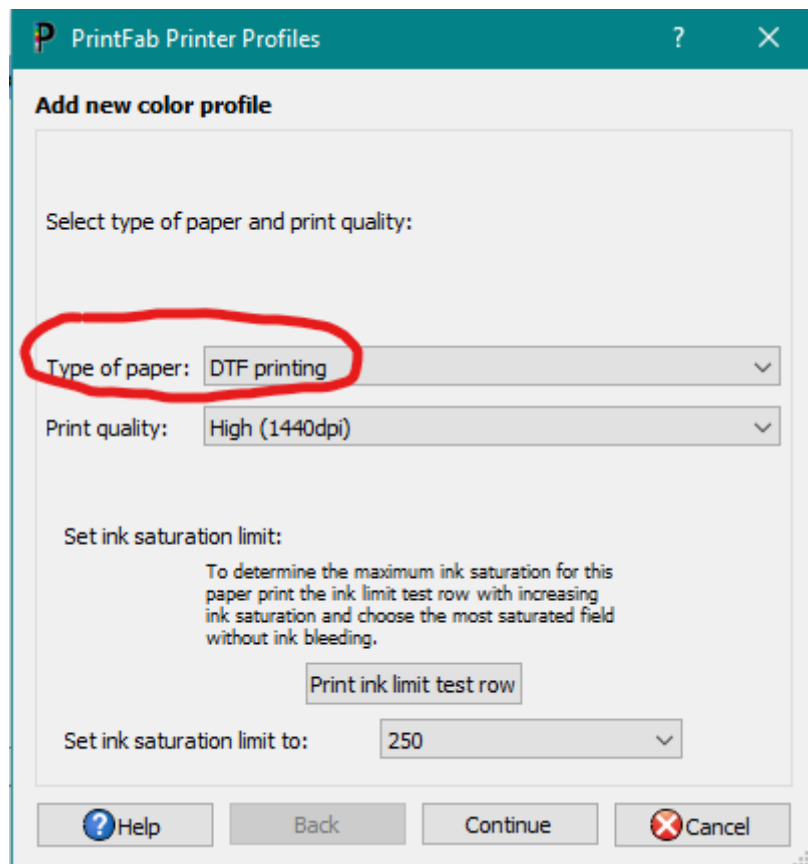 PrintFab Printer Profiles ?
Add new color profile
Select type of paper and print quality:
Type of paper: DTF printing
Print quality: High (1440dpi)
Set ink saturation limit:
To determine the maximum ink saturation for this
paper print the ink limit test row with increasing
ink saturation and choose the most saturated field
without ink bleeding.
Print ink limit test row
Set ink saturation limit to: 250
Help Back Continue Cancel